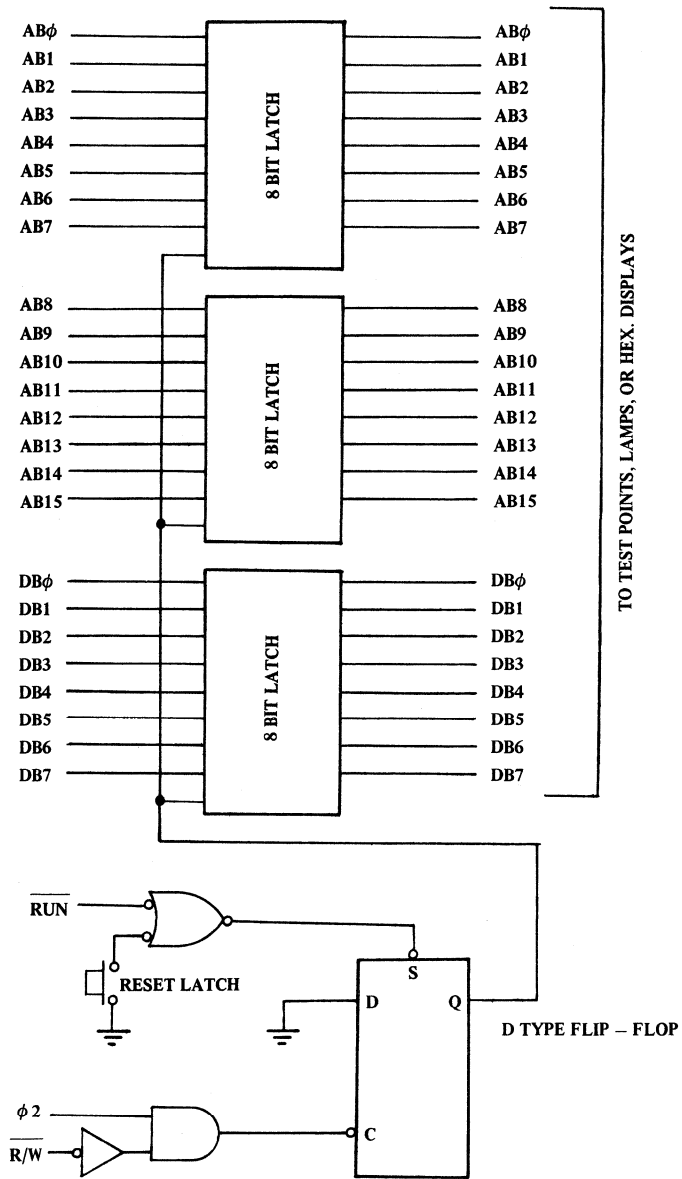 ABϕ
AB1
AB2
AB3
AB4
AB5
AB6
AB7
8 BIT LATCH
ABϕ
AB1
AB2
AB3
AB4
AB5
AB6
AB7
AB8
AB9
AB10
AB11
AB12
AB13
AB14
AB15
8 BIT LATCH
AB8
AB9
AB10
AB11
AB12
AB13
AB14
AB15
DBϕ
DB1
DB2
DB3
DB4
DB5
DB6
DB7
8 BIT LATCH
DBϕ
DB1
DB2
DB3
DB4
DB5
DB6
DB7
TO TEST POINTS, LAMPS, OR HEX. DISPLAYS
RUN
RESET LATCH
S
D
Q
D TYPE FLIP – FLOP
ϕ 2
R/W
C